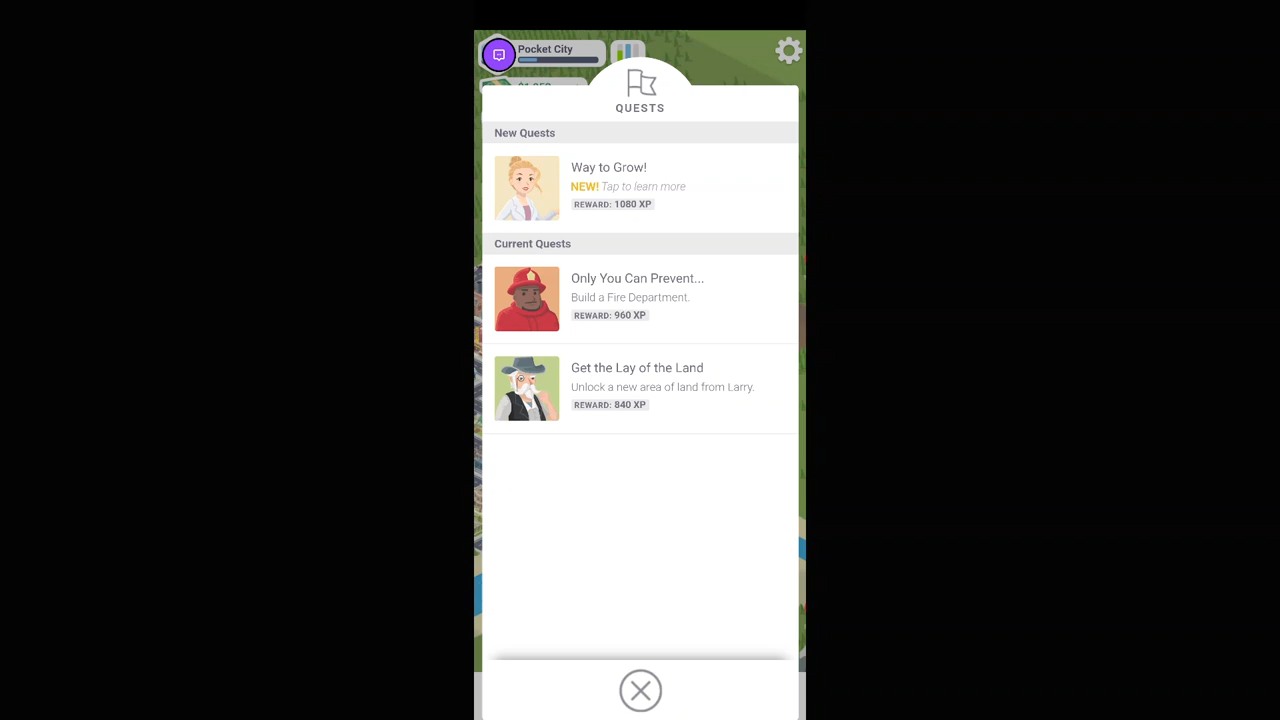 Pocket City
QUESTS
New Quests
Way to Grow!
NEW! Tap to learn more
REWARD: 1080 XP
Current Quests
Only You Can Prevent...
Build a Fire Department.
REWARD: 960 XP
Get the Lay of the Land
Unlock a new area of land from Larry.
REWARD: 840 XP